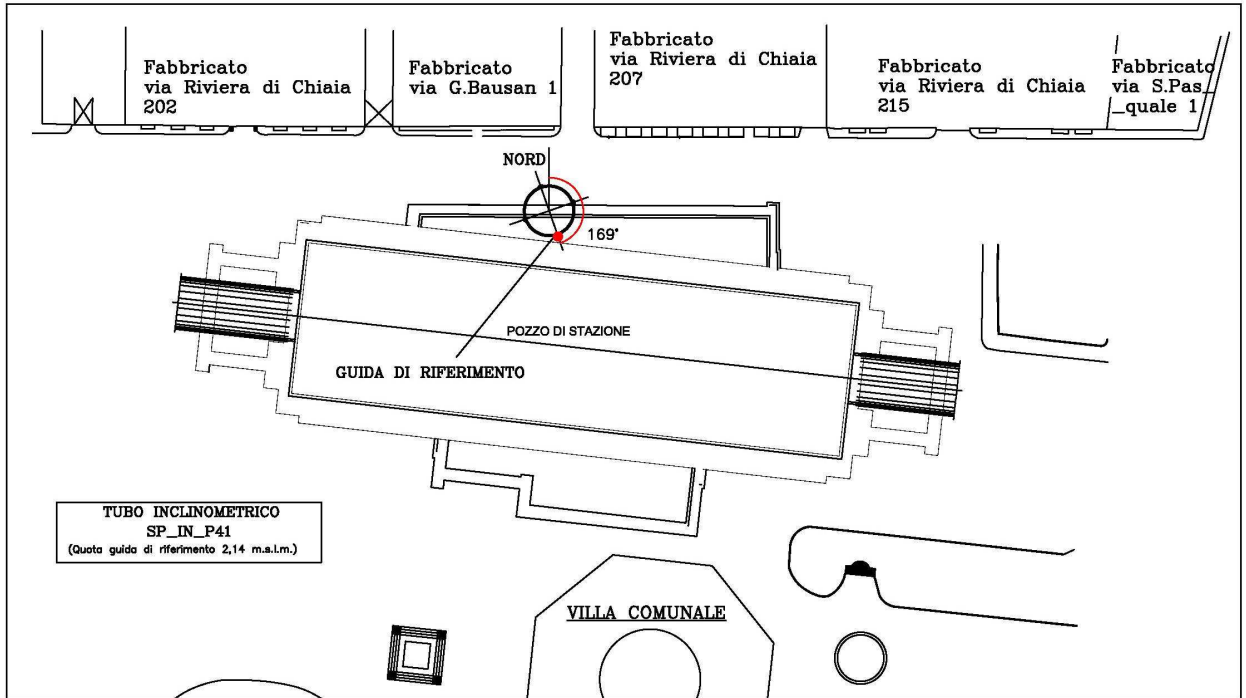 Fabbricato
via Riviera di Chiaia
202
Fabbricato
via G.Bausan 1
Fabbricato
via Riviera di Chiaia
207
Fabbricato
via Riviera di Chiaia
215
Fabbricato
via S.Pas_
_quale 1
NORD
169°
POZZO DI STAZIONE
GUIDA DI RIFERIMENTO
TUBO INCLINOMETRICO
SP_IN_P41
(Quota guida di riferimento 2,14 m.s.l.m.)
VILLA COMUNALE